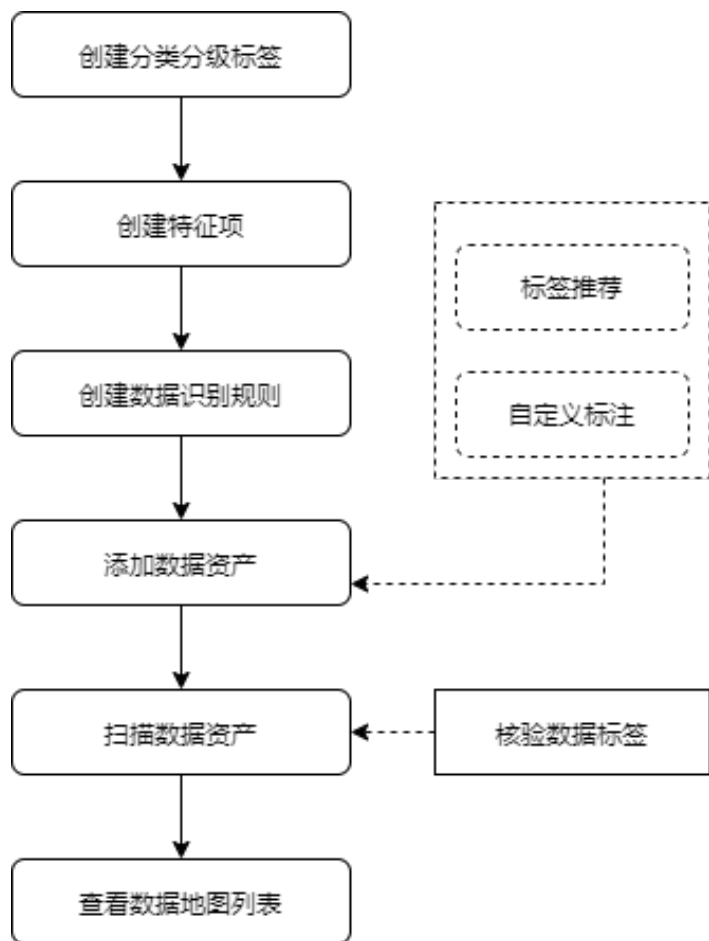 创建分类分级标签
创建特征项
标签推荐
创建数据识别规则
自定义标注
添加数据资产
扫描数据资产
核验数据标签
查看数据地图列表